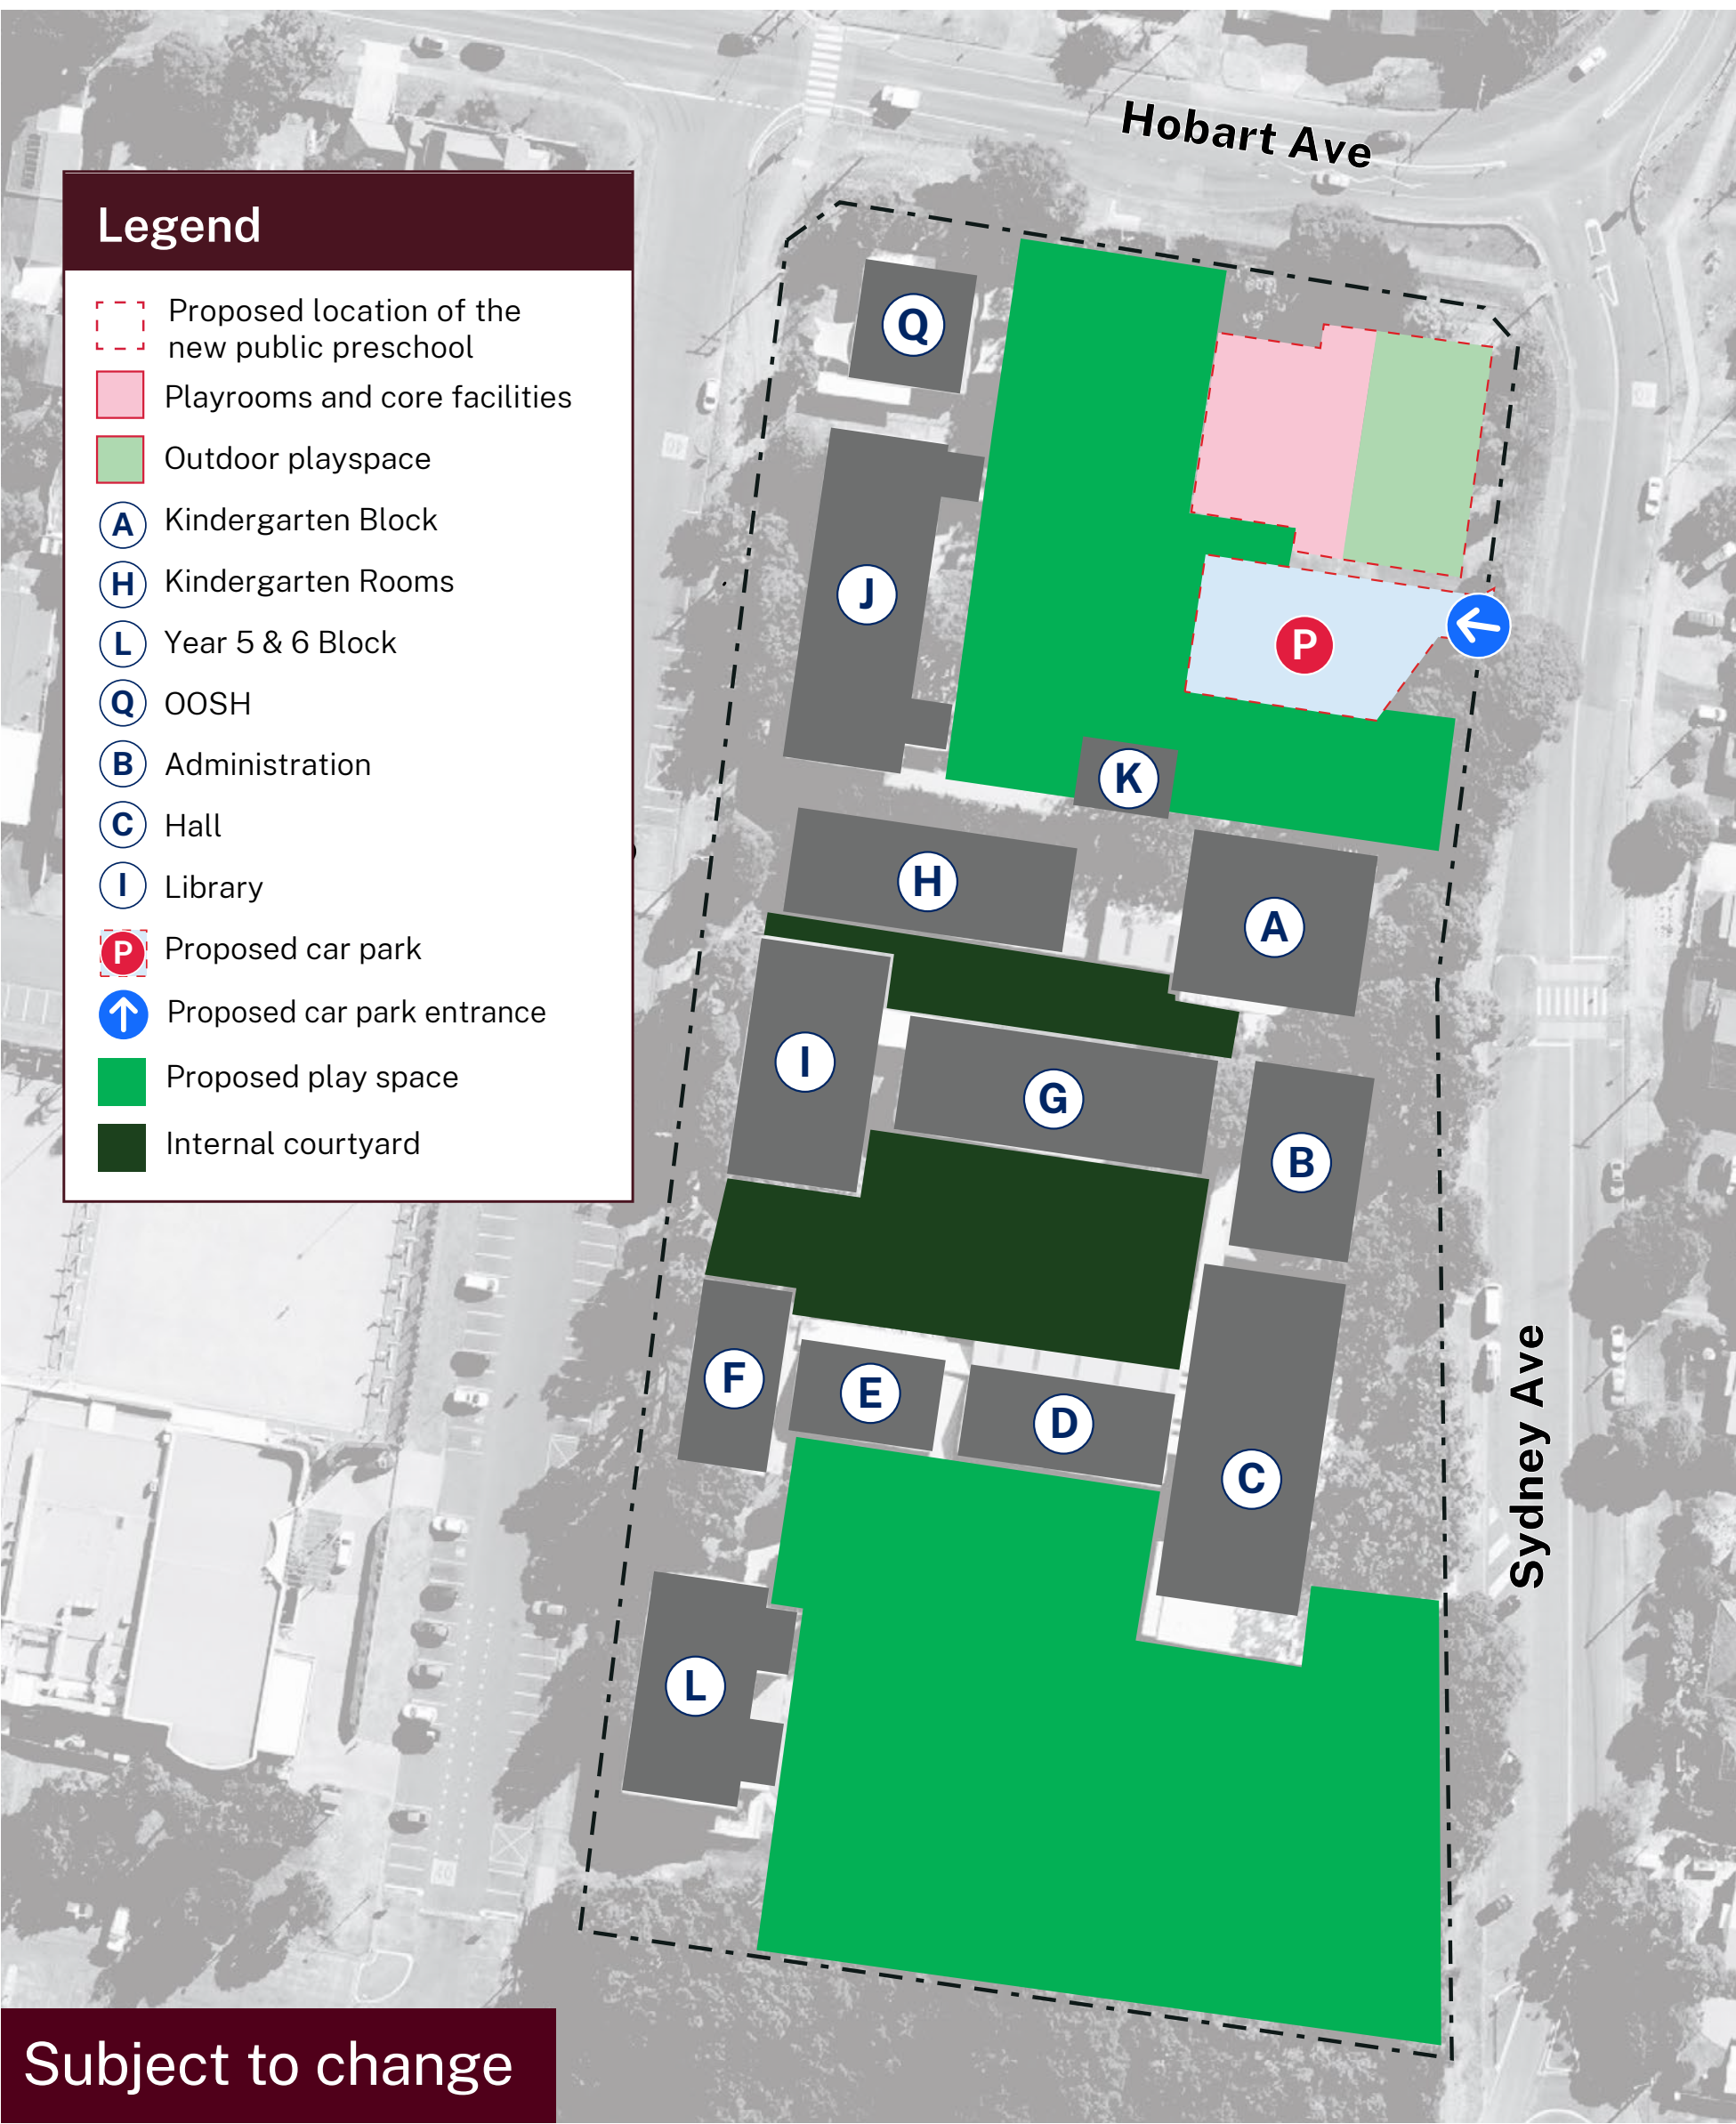 Hobart Ave
Legend
Proposed location of the
new public preschool
Playrooms and core facilities
Outdoor playspace
A Kindergarten Block
H Kindergarten Rooms
L Year 5 & 6 Block
Q OOSH
B Administration
C Hall
I Library
P Proposed car park
Proposed car park entrance
Proposed play space
Internal courtyard
Q
J
P
K
H
A
I
G
B
F
E
D
C
L
Sydney Ave
Subject to change